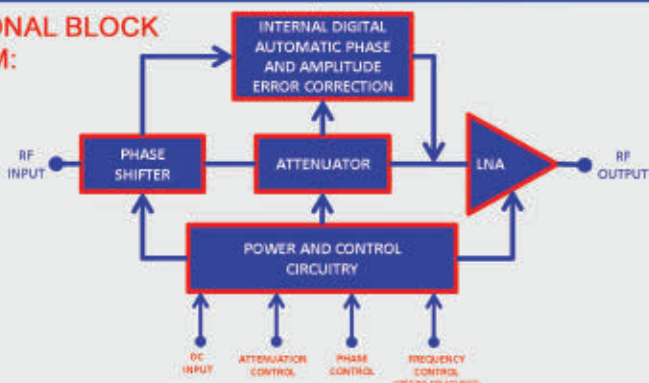 ONAL BLOCK
M:
INTERNAL DIGITAL
AUTOMATIC PHASE
AND AMPLITUDE
ERROR CORRECTION
RF
INPUT
PHASE
SHIFTER
ATTENUATOR
LNA
RF
OUTPUT
POWER AND CONTROL
CIRCUITRY
DC
INPUT
ATTENUATION
CONTROL
PHASE
CONTROL
FREQUENCY
CONTROL